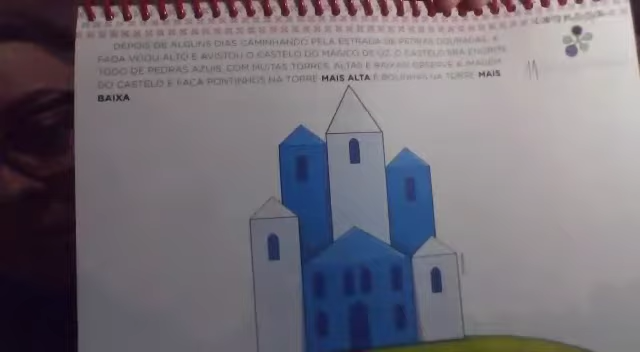 DEPOIS DE ALGUNS DIAS CAMINHANDO PELA ESTRADA DE PEDRAS DOURADAS, A
FADA VOOU ALTO E AVISTOU O CASTELO DO MÁGICO DE OZ. O CASTELO ERA ENORME
TODO DE PEDRAS AZUIS, COM MUITAS TORRES, ALTAS E BAIXAS. OBSERVE A IMAGEM
DO CASTELO E FAÇA PONTINHOS NA TORRE MAIS ALTA E BOLINHAS NA TORRE MAIS
BAIXA